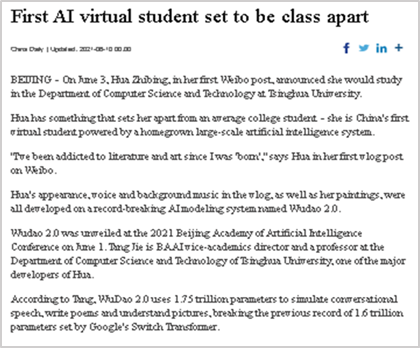 First AI virtual student set to be class apart
China Daily | Updated: 2021-06-10 00:00
BEIJING - On June 3, Hua Zhibing, in her first Weibo post, announced she would study
in the Department of Computer Science and Technology at Tsinghua University.
Hua has something that sets her apart from an average college student - she is China's first
virtual student powered by a homegrown large-scale artificial intelligence system.
"I've been addicted to literature and art since I was 'born'," says Hua in her first vlog post
on Weibo.
Hua's appearance, voice and background music in the vlog, as well as her paintings, were
all developed on a record-breaking AI modeling system named Wudao 2.0.
Wudao 2.0 was unveiled at the 2021 Beijing Academy of Artificial Intelligence
Conference on June 1. Tang Jie is BAAI vice-academics director and a professor at the
Department of Computer Science and Technology of Tsinghua University, one of the major
developers of Hua.
According to Tang, WuDao 2.0 uses 1.75 trillion parameters to simulate conversational
speech, write poems and understand pictures, breaking the previous record of 1.6 trillion
parameters set by Google's Switch Transformer.